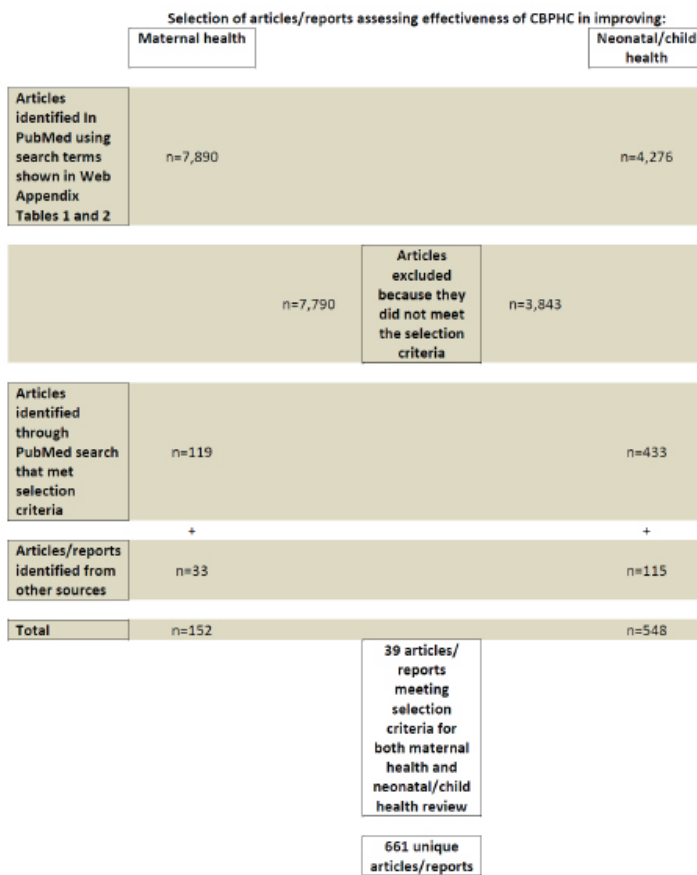 Selection of articles/reports assessing effectiveness of CBPHC in improving:
Maternal health
Neonatal/child
health
Articles
identified In
PubMed using
search terms
shown in Web
Appendix
Tables 1 and 2
n=7,890
n=4,276
n=7,790
Articles
excluded
because they
did not meet
the selection
criteria
n=3,843
Articles
identified
through
PubMed search
that met
selection
criteria
n=119
n=433
+
+
Articles/reports
identified from
other sources
n=33
n=115
Total
n=152
n=548
39 articles/
reports
meeting
selection
criteria for
both maternal
health and
neonatal/child
health review
661 unique
articles/reports